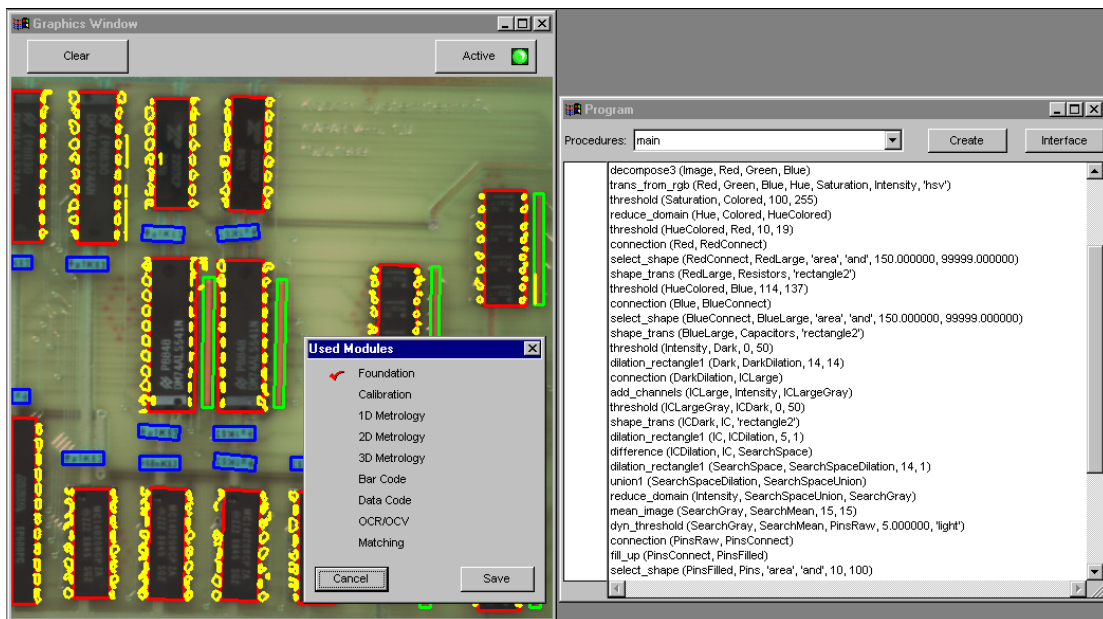 Graphics Window
Clear
Active
P8848
DM74ALS541N
P8848
DM74ALS541N
Used Modules
Foundation
Calibration
1D Metrology
2D Metrology
3D Metrology
Bar Code
Data Code
OCR/OCV
Matching
Cancel
Save
Program
Procedures:
main
Create
Interface
decompose3 (Image, Red, Green, Blue)
trans_from_rgb (Red, Green, Blue, Hue, Saturation, Intensity, 'hsv')
threshold (Saturation, Colored, 100, 255)
reduce_domain (Hue, Colored, HueColored)
threshold (HueColored, Red, 10, 19)
connection (Red, RedConnect)
select_shape (RedConnect, RedLarge, 'area', 'and', 150.000000, 99999.000000)
shape_trans (RedLarge, Resistors, 'rectangle2')
threshold (HueColored, Blue, 114, 137)
connection (Blue, BlueConnect)
select_shape (BlueConnect, BlueLarge, 'area', 'and', 150.000000, 99999.000000)
shape_trans (BlueLarge, Capacitors, 'rectangle2')
threshold (Intensity, Dark, 0, 50)
dilation_rectangle1 (Dark, DarkDilation, 14, 14)
connection (DarkDilation, ICLarge)
add_channels (ICLarge, Intensity, ICLargeGray)
threshold (ICLargeGray, ICDark, 0, 50)
shape_trans (ICDark, IC, 'rectangle2')
dilation_rectangle1 (IC, ICDilation, 5, 1)
difference (ICDilation, IC, SearchSpace)
dilation_rectangle1 (SearchSpace, SearchSpaceDilation, 14, 1)
union1 (SearchSpaceDilation, SearchSpaceUnion)
reduce_domain (Intensity, SearchSpaceUnion, SearchGray)
mean_image (SearchGray, SearchMean, 15, 15)
dyn_threshold (SearchGray, SearchMean, PinsRaw, 5.000000, 'light')
connection (PinsRaw, PinsConnect)
fill_up (PinsConnect, PinsFilled)
select_shape (PinsFilled, Pins, 'area', 'and', 10, 100)